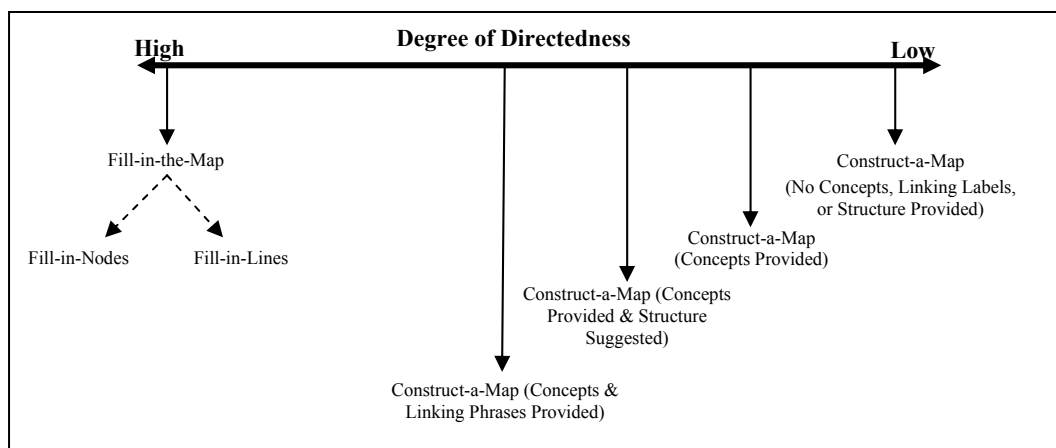 Degree of Directedness
High
Low
Fill-in-the-Map
Fill-in-Nodes
Fill-in-Lines
Construct-a-Map (Concepts &
Linking Phrases Provided)
Construct-a-Map (Concepts
Provided & Structure
Suggested)
Construct-a-Map
(Concepts Provided)
Construct-a-Map
(No Concepts, Linking Labels,
or Structure Provided)